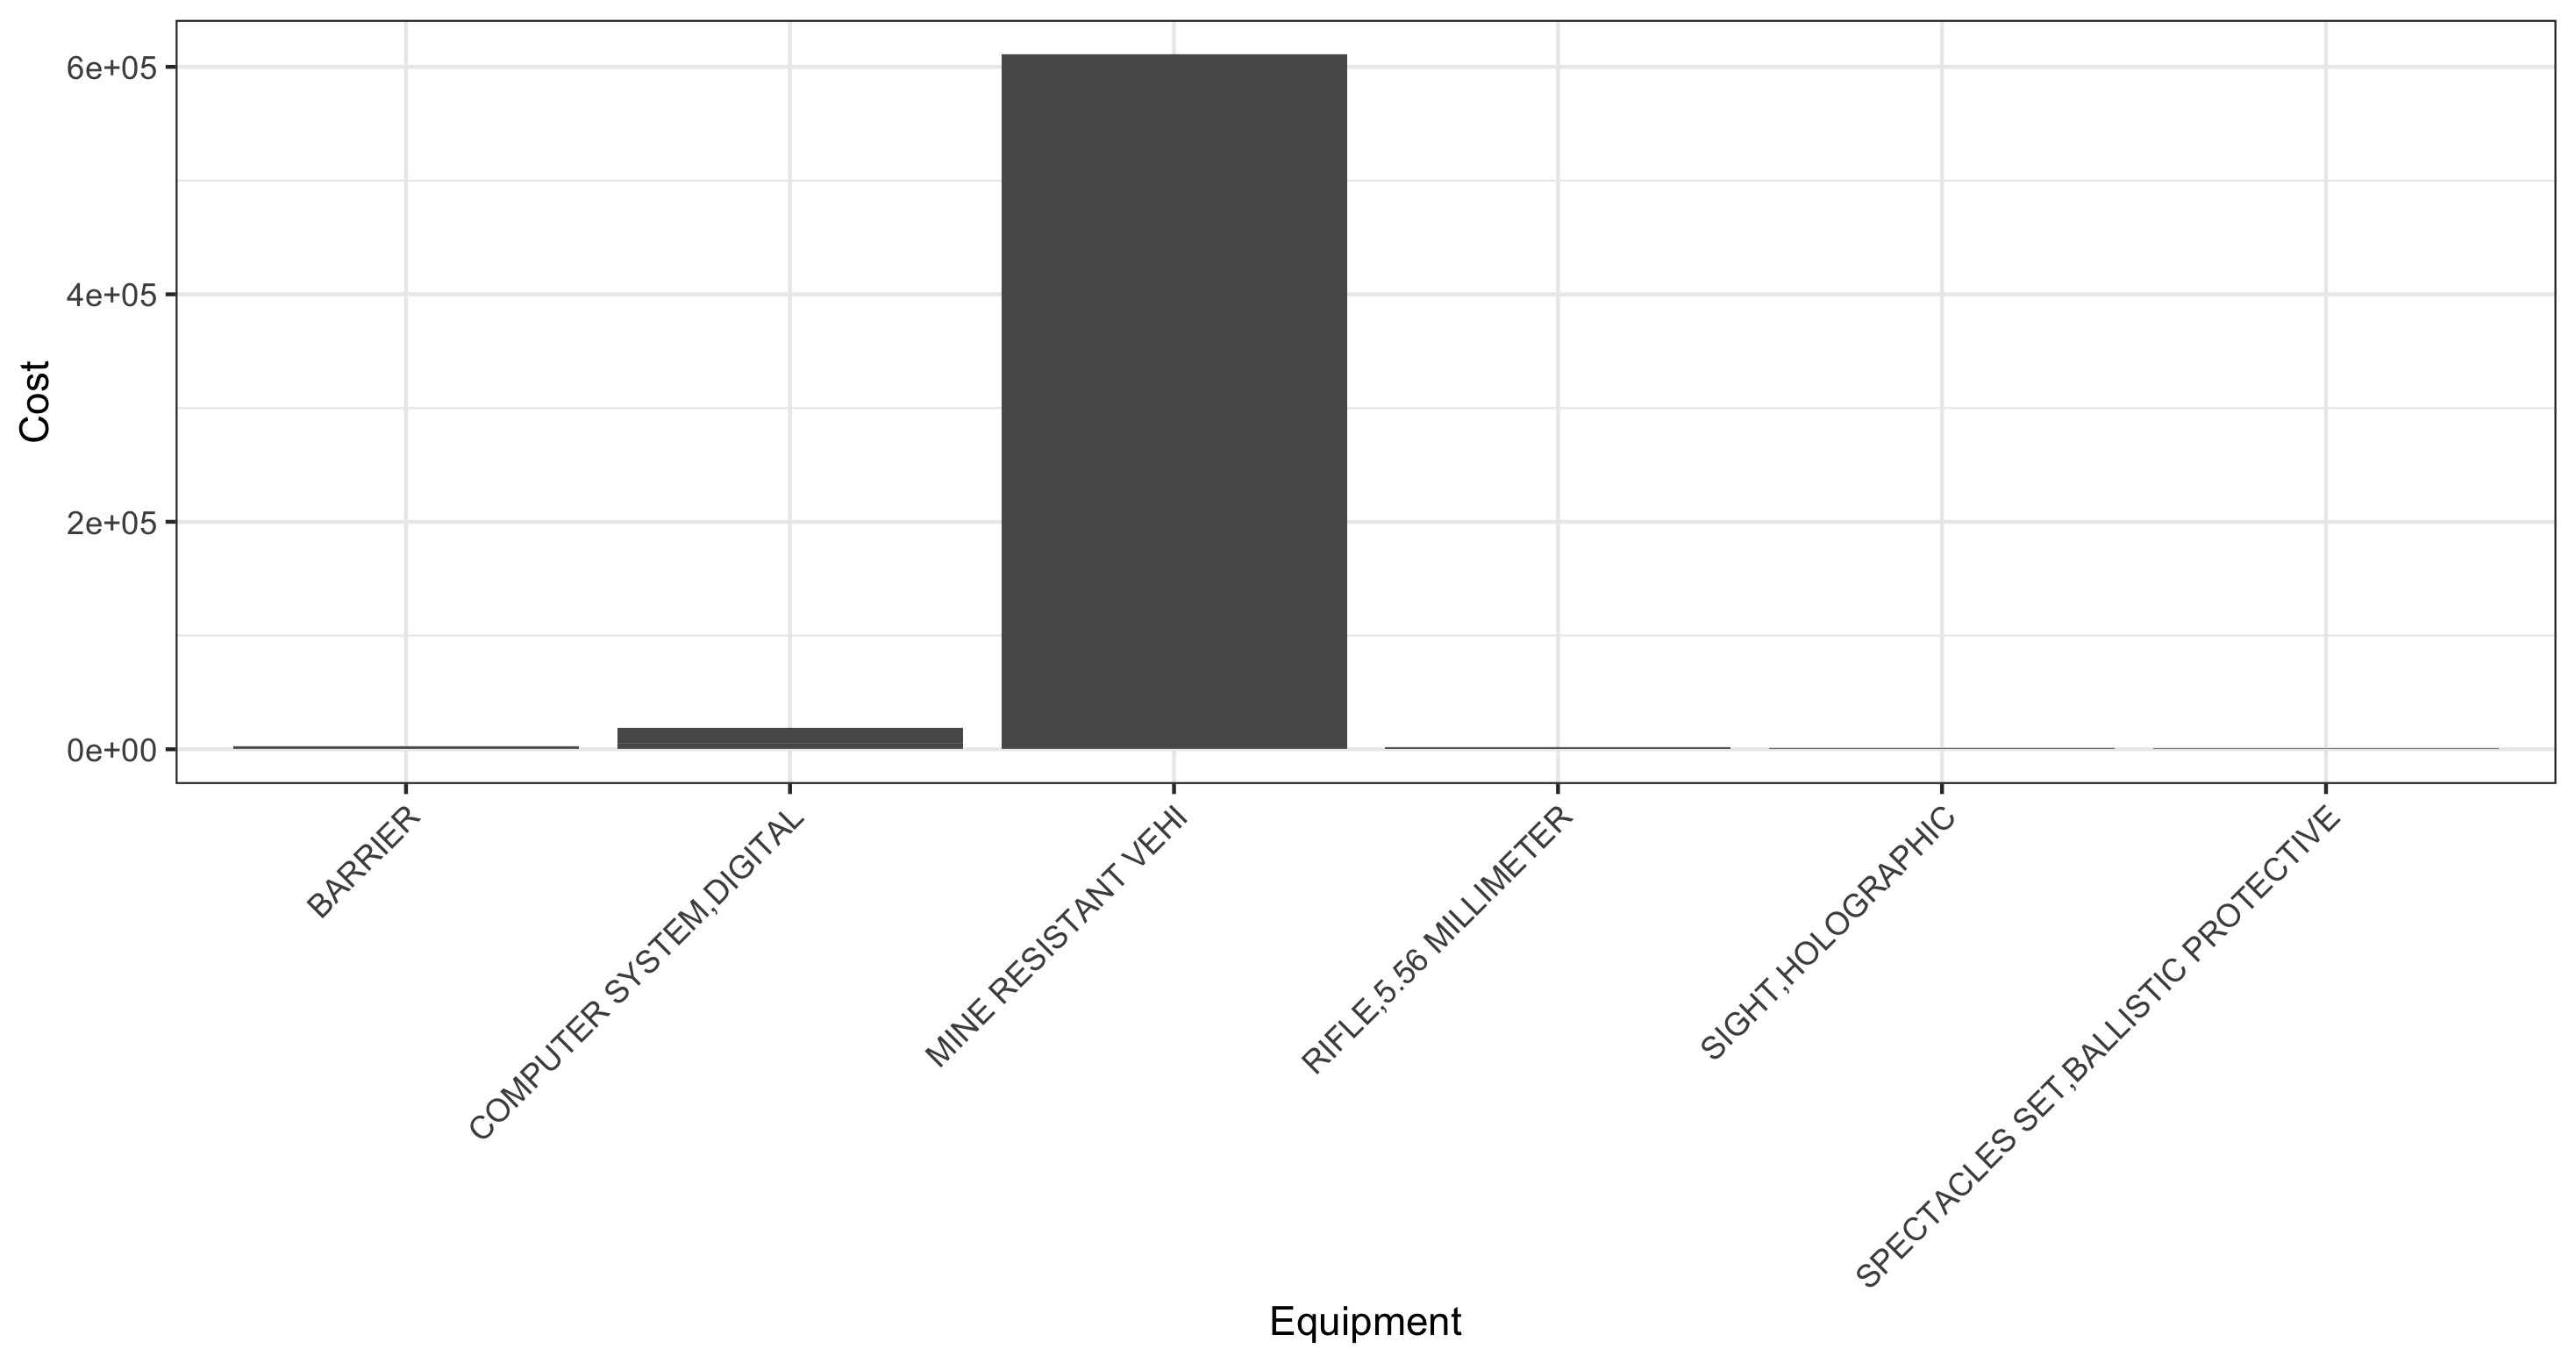 Cost
6e+05
4e+05
2e+05
0e+00
BARRIER
COMPUTER SYSTEM,DIGITAL
MINE RESISTANT VEHI
RIFLE,5.56 MILLIMETER
SIGHT,HOLOGRAPHIC
SPECTACLES SET,BALLISTIC PROTECTIVE
Equipment